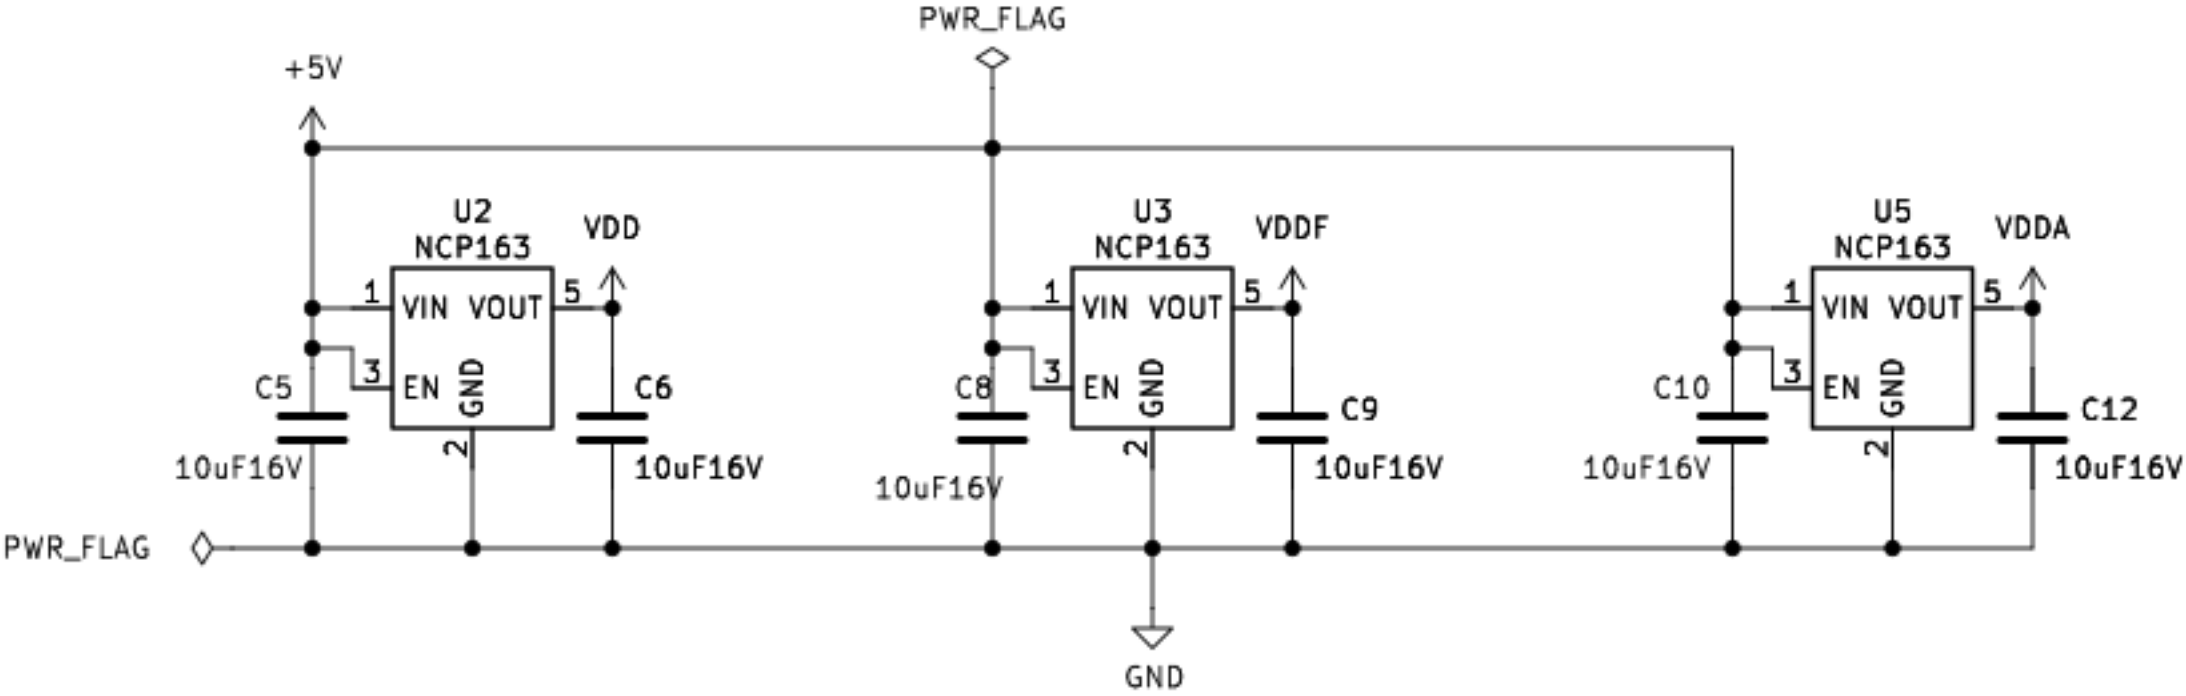 PWR_FLAG
+5V
U2
NCP163
VDD
1
VIN
VOUT
5
3
EN
GND
2
C5
10uF16V
C6
10uF16V
U3
NCP163
VDDF
1
VIN
VOUT
5
3
EN
GND
2
C8
10uF16V
C9
10uF16V
U5
NCP163
VDDA
1
VIN
VOUT
5
3
EN
GND
2
C10
10uF16V
C12
10uF16V
PWR_FLAG
GND